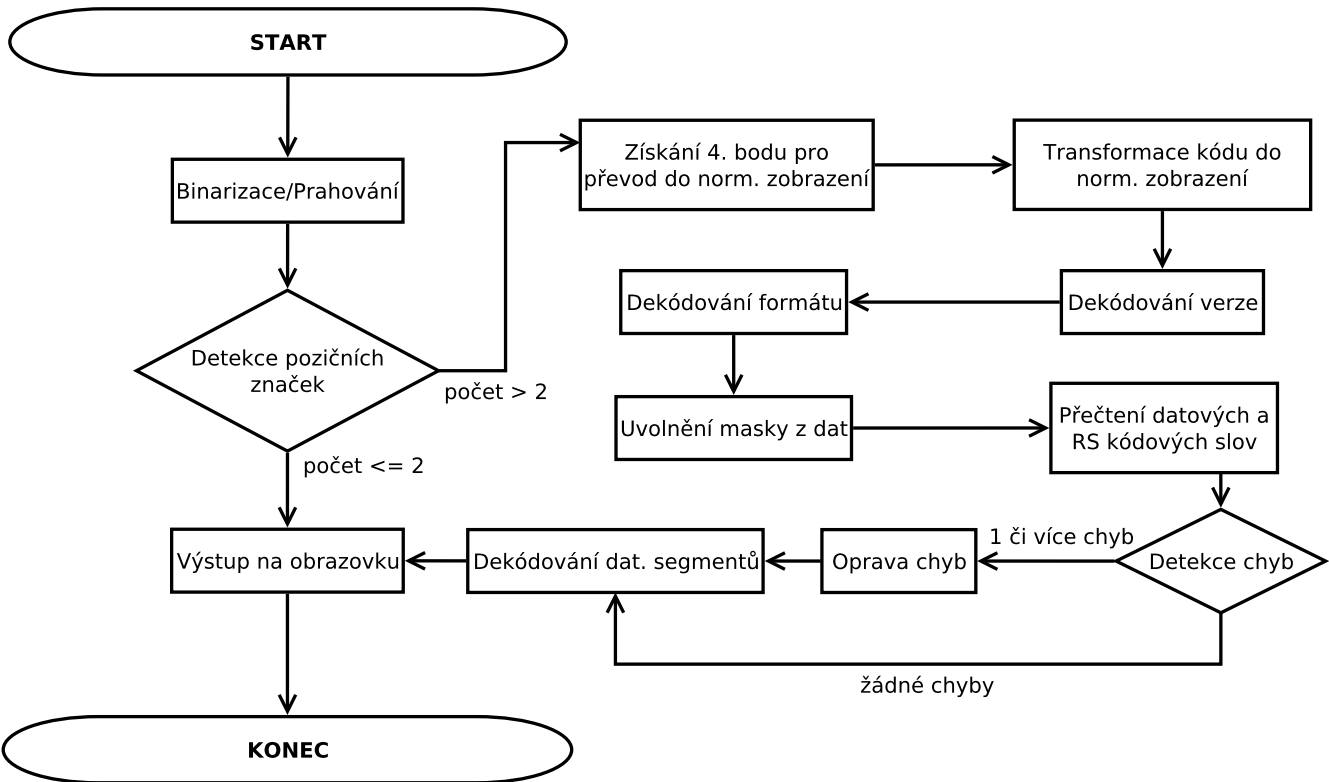 START
Binarizace/Prahování
Detekce pozičních
značek
počet > 2
počet <= 2
Získání 4. bodu pro
převod do norm. zobrazení
Transformace kódu do
norm. zobrazení
Dekódování verze
Dekódování formátu
Uvolnění masky z dat
Přečtení datových a
RS kódových slov
Detekce chyb
1 či více chyb
žádné chyby
Oprava chyb
Dekódování dat. segmentů
Výstup na obrazovku
KONEC